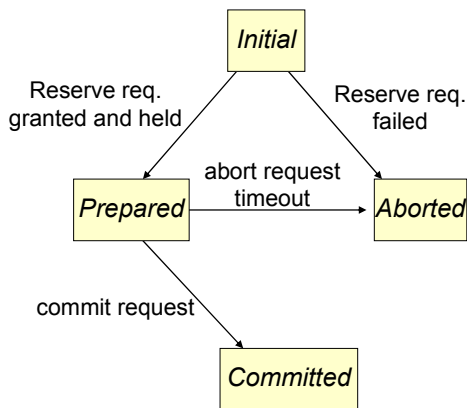 Initial
Reserve req.
granted and held
Reserve req.
failed
abort request
timeout
Prepared
Aborted
commit request
Committed